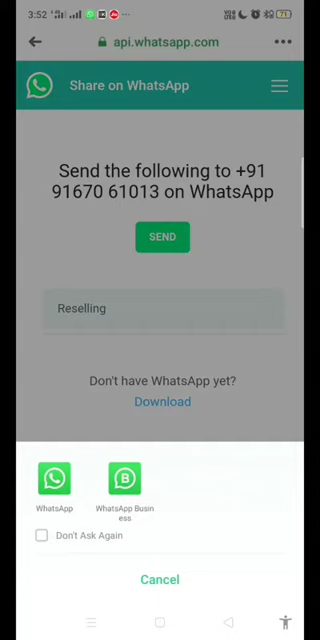 3:52
71
api.whatsapp.com
Share on WhatsApp
Send the following to +91
91670 61013 on WhatsApp
SEND
Reselling
Don't have WhatsApp yet?
Download
WhatsApp
WhatsApp Busin
ess
Don't Ask Again
Cancel